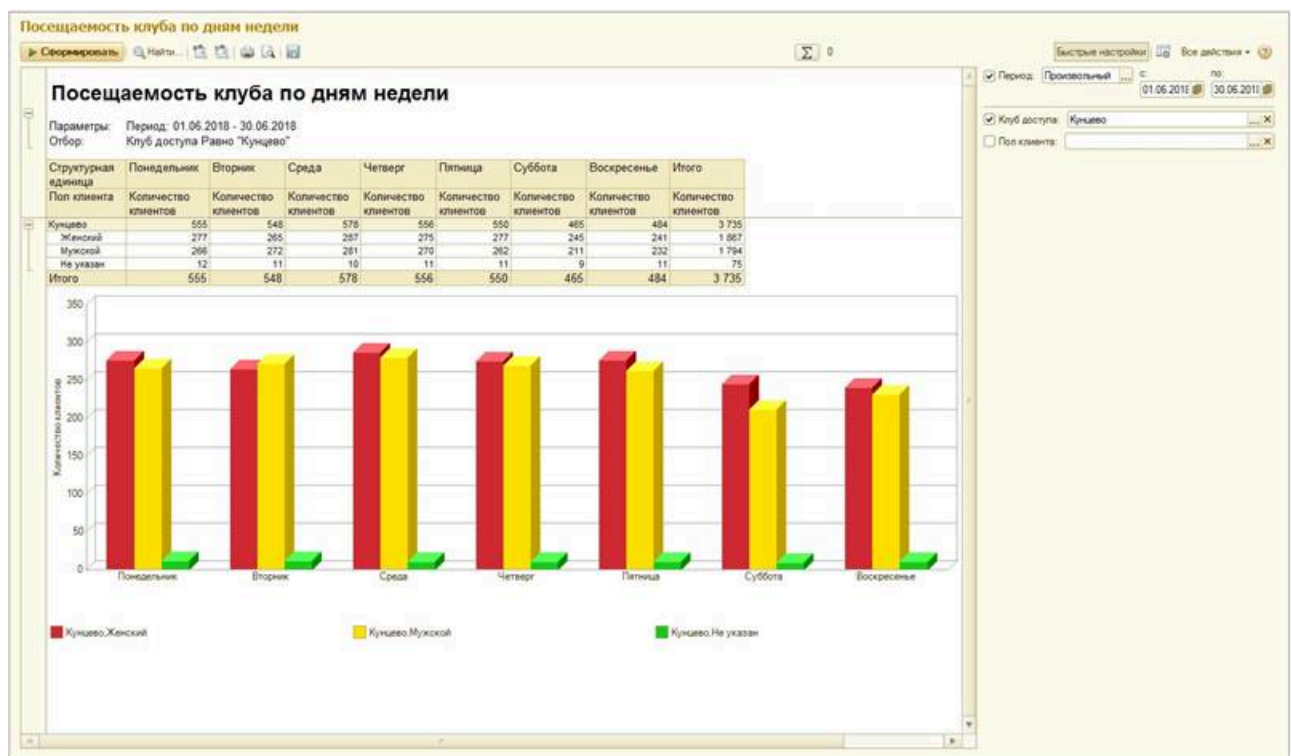 Посещаемость клуба по дням недели
Сформировать Найти... Σ 0 Быстрые настройки Все действия
Период: Произвольный ... с: 01.06.2018 по: 30.06.2018
Клуб доступа: Кунцево ... X
Пол клиента: ... X
Посещаемость клуба по дням недели
Параметры: Период: 01.06.2018 - 30.06.2018
Отбор: Клуб доступа Равно "Кунцево"
Структурная единица Понедельник Вторник Среда Четверг Пятница Суббота Воскресенье Итого
Пол клиента Количество клиентов Количество клиентов Количество клиентов Количество клиентов Количество клиентов Количество клиентов Количество клиентов Количество клиентов
Кунцево 555 548 578 556 550 465 484 3 735
Женский 277 265 287 275 277 245 241 1 867
Мужской 266 272 281 270 262 211 232 1 794
Не указан 12 11 10 11 11 9 11 75
Итого 555 548 578 556 550 465 484 3 735
350
300
250
200
150
100
50
0
Количество клиентов
Понедельник Вторник Среда Четверг Пятница Суббота Воскресенье
Кунцево.Женский Кунцево.Мужской Кунцево.Не указан